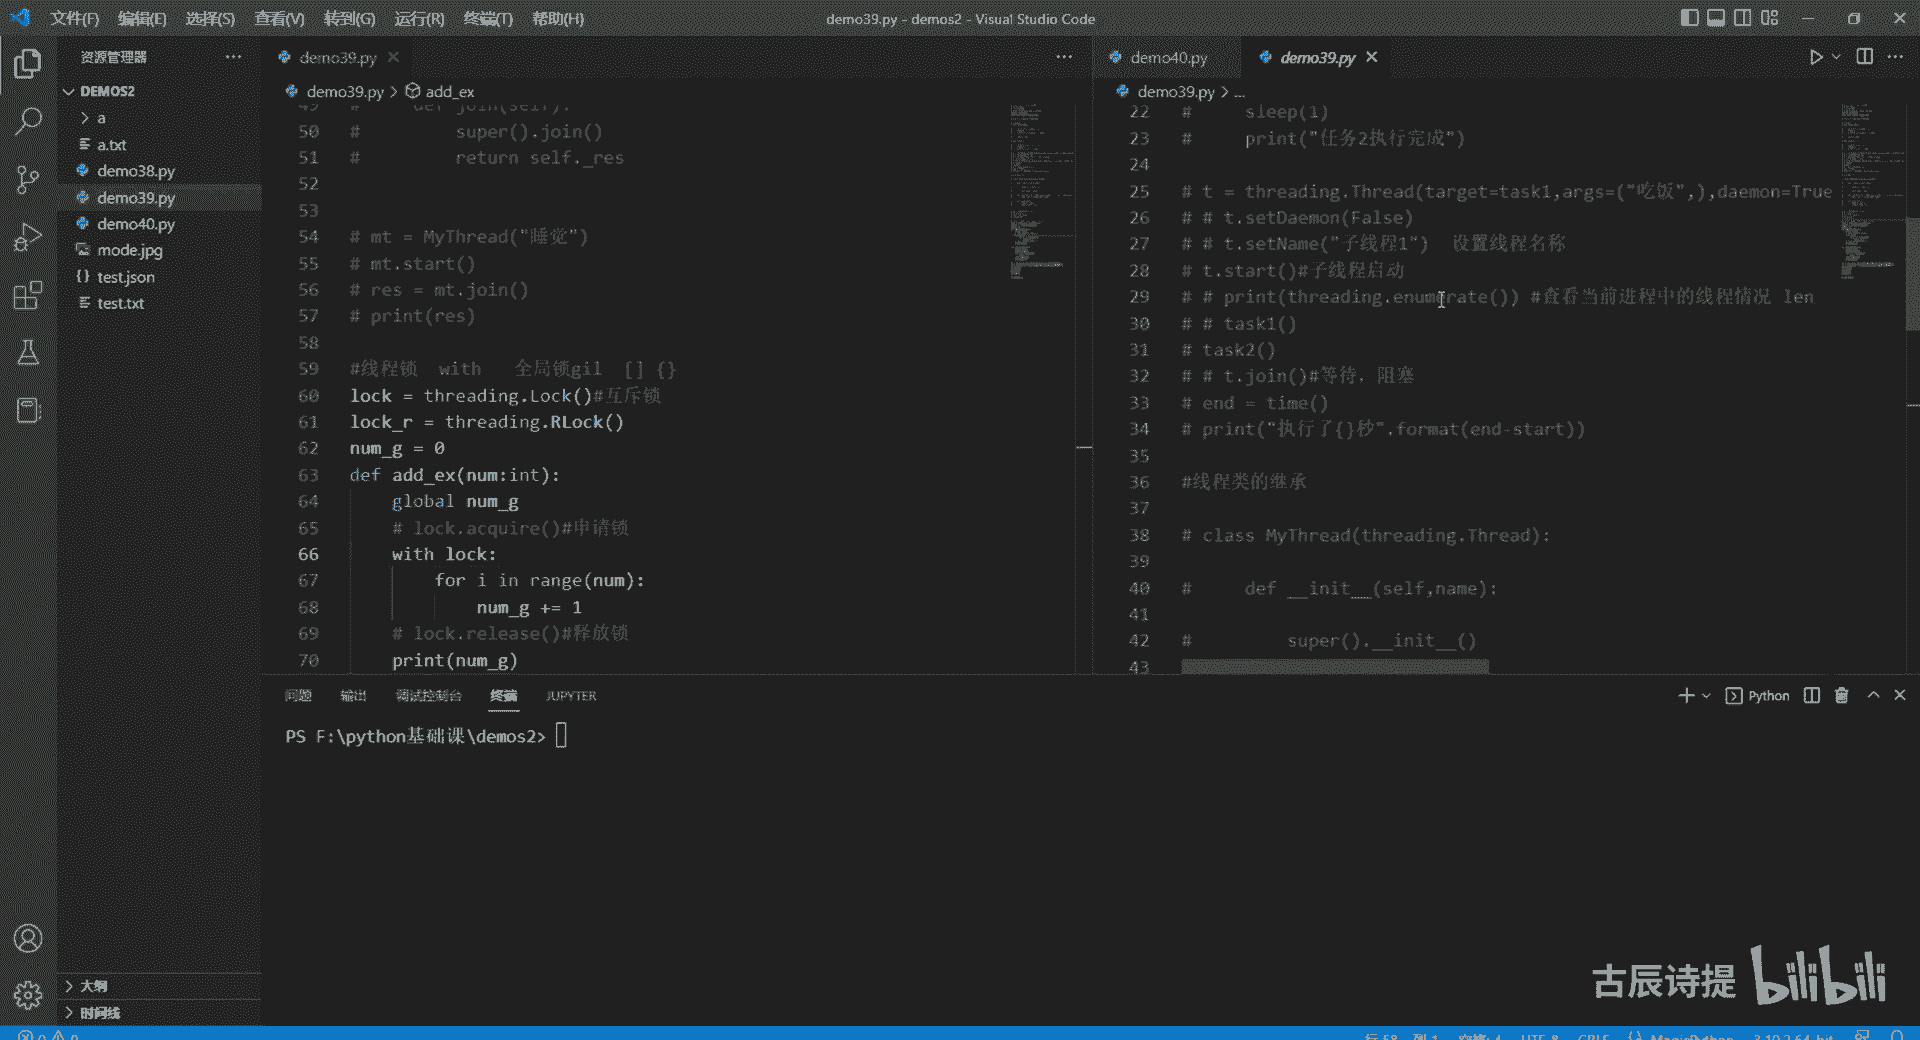 文件(F) 编辑(E) 选择(S) 查看(V) 转到(G) 运行(R) 终端(T) 帮助(H)
demo39.py - demos2 - Visual Studio Code
资源管理器
DEMOS2
a
a.txt
demo38.py
demo39.py
demo40.py
mode.jpg
test.json
test.txt
大纲
时间线
demo39.py
demo39.py > add_ex
49 # def join(self):
50 # super().join()
51 # return self._res
52
53
54 # mt = MyThread("睡觉")
55 # mt.start()
56 # res = mt.join()
57 # print(res)
58
59 #线程锁 with 全局锁gil [] {}
60 lock = threading.Lock()#互斥锁
61 lock_r = threading.RLock()
62 num_g = 0
63 def add_ex(num:int):
64 global num_g
65 # lock.acquire()#申请锁
66 with lock:
67 for i in range(num):
68 num_g += 1
69 # lock.release()#释放锁
70 print(num_g)
demo40.py demo39.py
demo39.py > ...
22 # sleep(1)
23 # print("任务2执行完成")
24
25 # t = threading.Thread(target=task1,args=("吃饭",),daemon=True
26 # # t.setDaemon(False)
27 # # t.setName("子线程1") 设置线程名称
28 # t.start()#子线程启动
29 # # print(threading.enumerate()) #查看当前进程中的线程情况 len
30 # # task1()
31 # task2()
32 # # t.join()#等待，阻塞
33 # end = time()
34 # print("执行了{}秒".format(end-start))
35
36 #线程类的继承
37
38 # class MyThread(threading.Thread):
39
40 # def __init__(self,name):
41
42 # super().__init__()
43
问题 输出 调试控制台 终端 JUPYTER
Python
PS F:\python基础课\demos2>
古辰诗提 bilibili